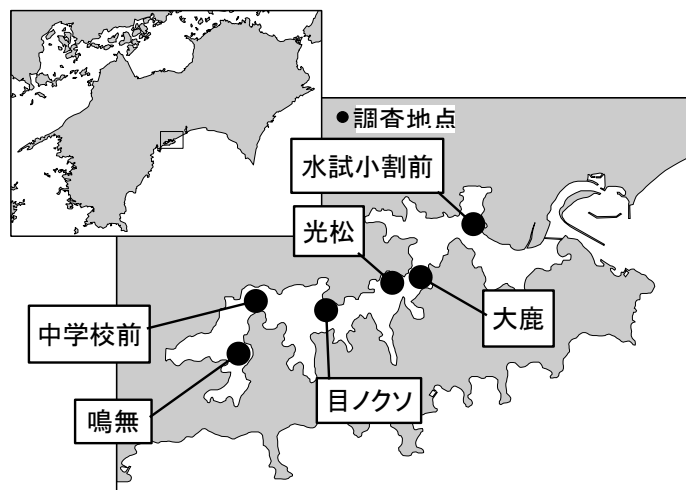 ●調査地点
水試小割前
光松
大鹿
中学校前
目ノクソ
鳴無